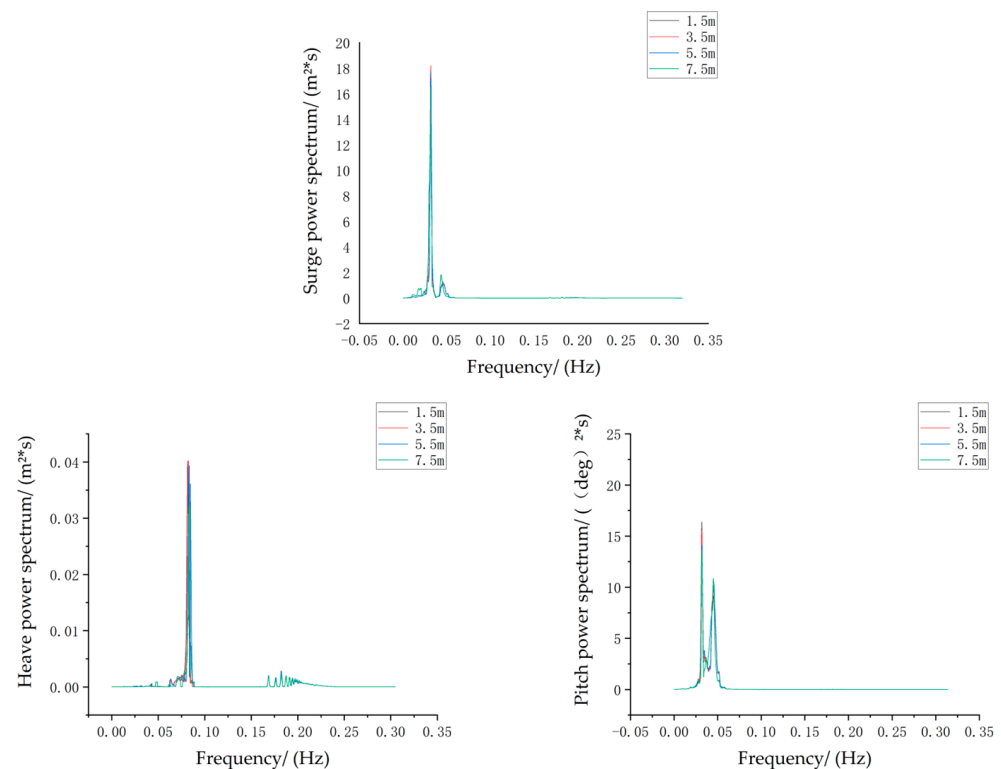 1.5m
3.5m
5.5m
7.5m
Surge power spectrum/ (m²*s)
20
18
16
14
12
10
8
6
4
2
0
-2
-0.05 0.00 0.05 0.10 0.15 0.20 0.25 0.30 0.35
Frequency/ (Hz)
1.5m
3.5m
5.5m
7.5m
Heave power spectrum/ (m²*s)
0.04
0.03
0.02
0.01
0.00
0.00 0.05 0.10 0.15 0.20 0.25 0.30 0.35
Frequency/ (Hz)
1.5m
3.5m
5.5m
7.5m
Pitch power spectrum/ (（deg）²*s)
25
20
15
10
5
0
-0.05 0.00 0.05 0.10 0.15 0.20 0.25 0.30 0.35
Frequency/ (Hz)